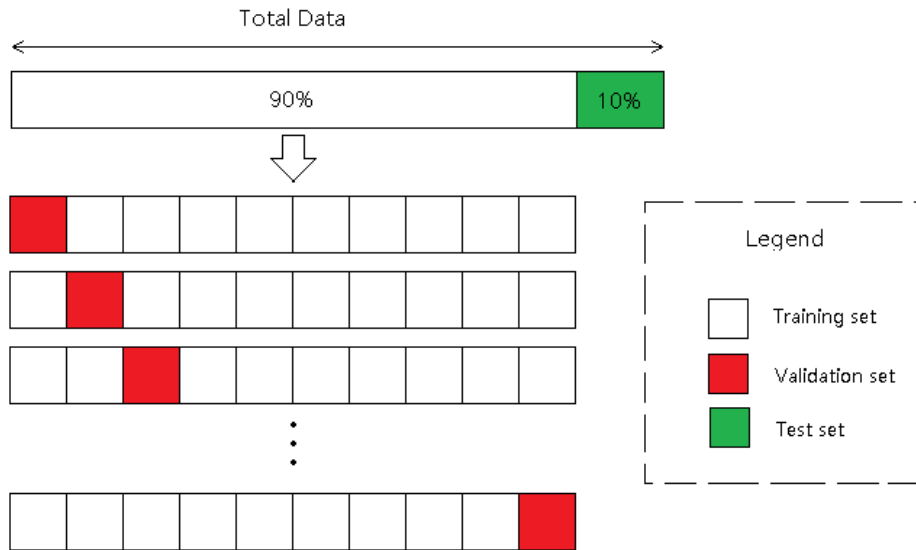 Total Data
90%
10%
Legend
Training set
Validation set
Test set